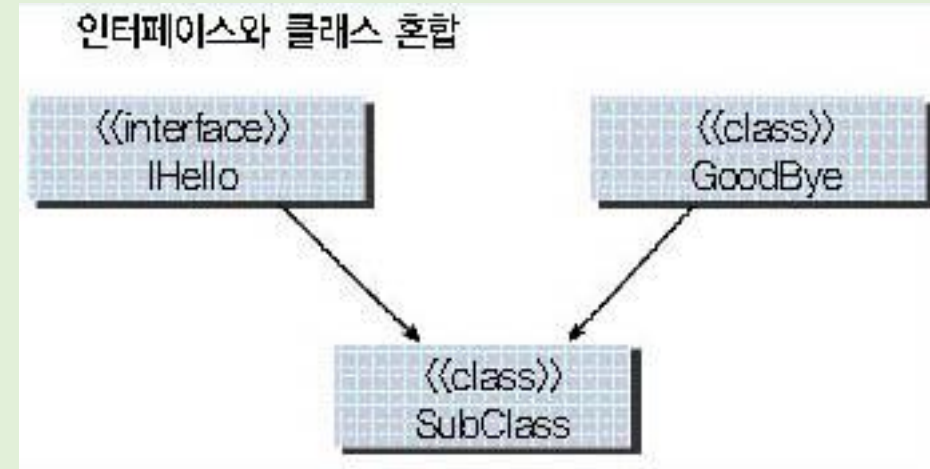 인터페이스와 클래스 혼합
《interface》
IHello
《class》
GoodBye
《class》
SubClass